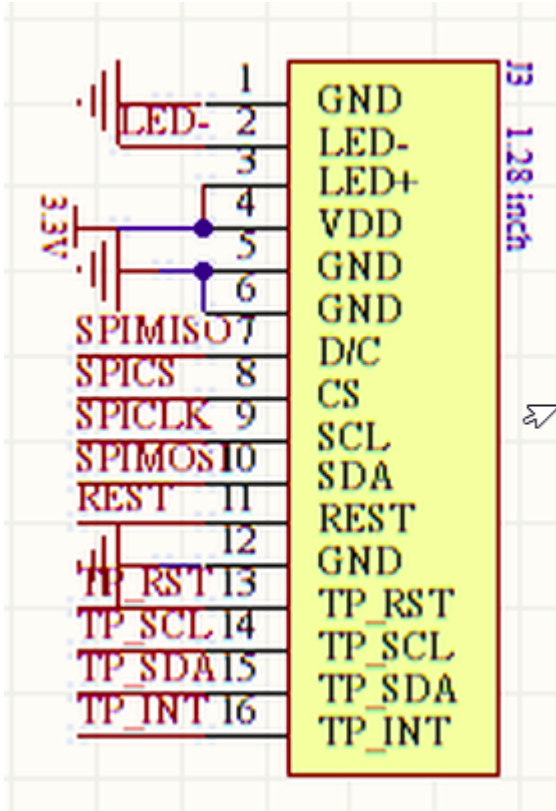 J3 1.28 inch
1 GND
LED- 2 LED-
3 LED+
3.3V 4 VDD
5 GND
6 GND
SPIMISO 7 D/C
SPICS 8 CS
SPICLK 9 SCL
SPIMOSI 10 SDA
REST 11 REST
12 GND
TP_RST 13 TP_RST
TP_SCL 14 TP_SCL
TP_SDA 15 TP_SDA
TP_INT 16 TP_INT